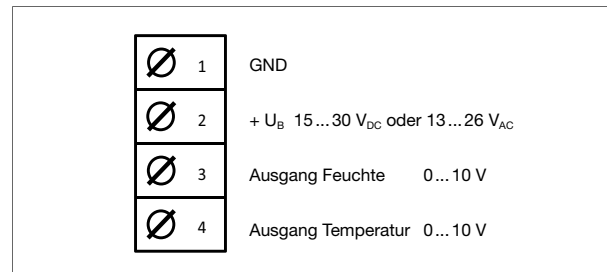 1 GND
2 + U_B 15...30 V_DC oder 13...26 V_AC
3 Ausgang Feuchte 0...10 V
4 Ausgang Temperatur 0...10 V